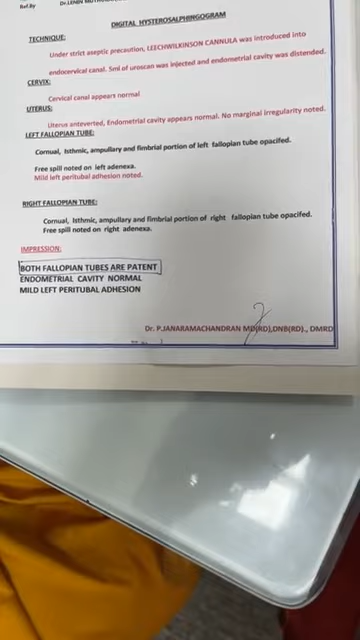 Ref.By
DIGITAL HYSTEROSALPHINGOGRAM
TECHNIQUE:
Under strict aseptic precaution, LEECHWILKINSON CANNULA was introduced into
endocervical canal. 5ml of uroscan was injected and endometrial cavity was distended.
CERVIX:
Cervical canal appears normal
UTERUS:
Uterus anteverted, Endometrial cavity appears normal. No marginal irregularity noted.
LEFT FALLOPIAN TUBE:
Cornual, Isthmic, ampullary and fimbrial portion of left fallopian tube opacifed.
Free spill noted on left adenexa.
Mild left peritubal adhesion noted.
RIGHT FALLOPIAN TUBE:
Cornual, Isthmic, ampullary and fimbrial portion of right fallopian tube opacifed.
Free spill noted on right adenexa.
IMPRESSION:
BOTH FALLOPIAN TUBES ARE PATENT
ENDOMETRIAL CAVITY NORMAL
MILD LEFT PERITUBAL ADHESION
Dr. P.JANARAMACHANDRAN MD(RD),DNB(RD)., DMRD